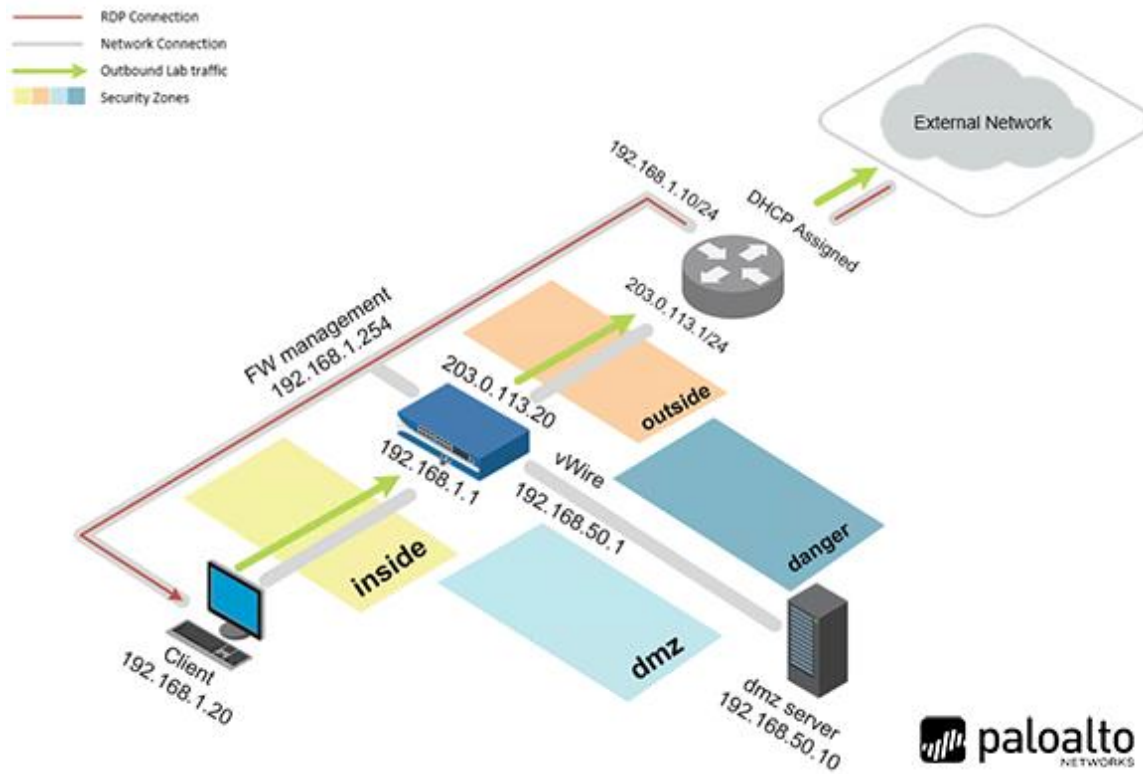 RDP Connection
Network Connection
Outbound Lab traffic
Security Zones
External Network
192.168.1.10/24
DHCP Assigned
203.0.113.1/24
FW management
192.168.1.254
203.0.113.20
outside
192.168.1.1
vWire
192.168.50.1
danger
inside
dmz
Client
192.168.1.20
dmz server
192.168.50.10
paloalto
NETWORKS